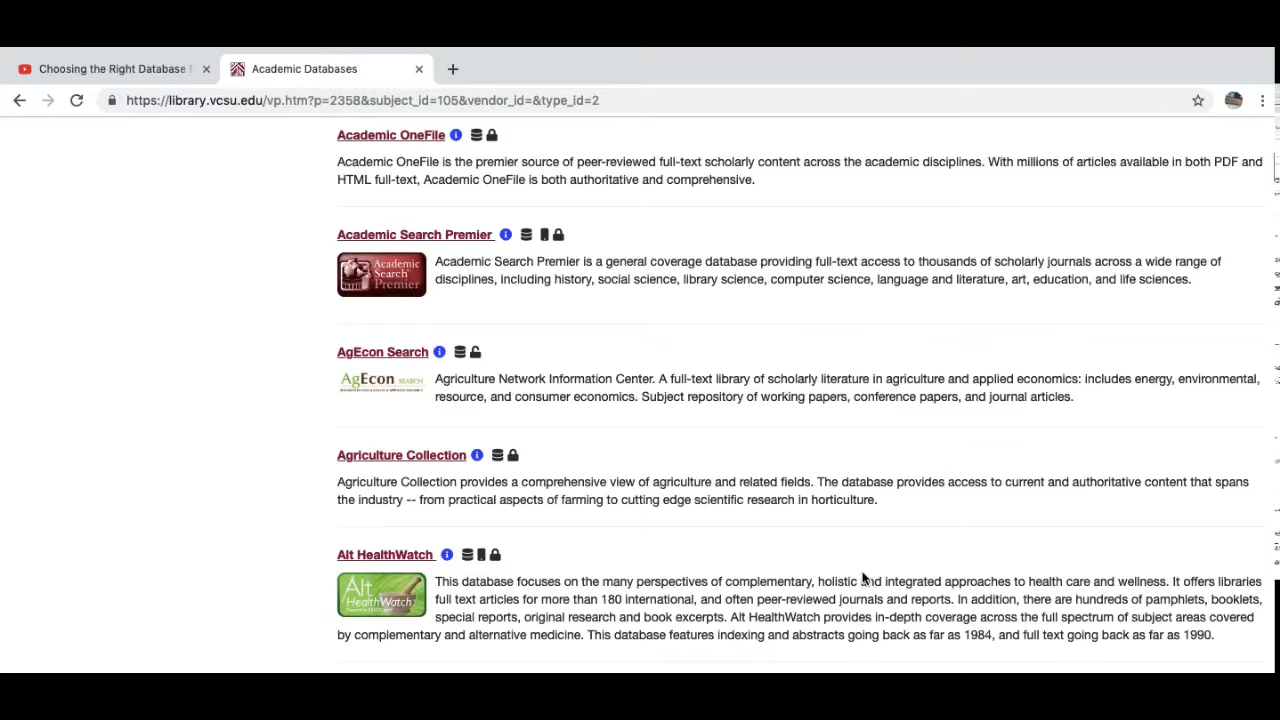 Choosing the Right Database
Academic Databases
https://library.vcsu.edu/vp.htm?p=2358&subject_id=105&vendor_id=&type_id=2
Academic OneFile
Academic OneFile is the premier source of peer-reviewed full-text scholarly content across the academic disciplines. With millions of articles available in both PDF and
HTML full-text, Academic OneFile is both authoritative and comprehensive.
Academic Search Premier
Academic Search Premier
Academic Search Premier is a general coverage database providing full-text access to thousands of scholarly journals across a wide range of
disciplines, including history, social science, library science, computer science, language and literature, art, education, and life sciences.
AgEcon Search
AgEcon SEARCH
Agriculture Network Information Center. A full-text library of scholarly literature in agriculture and applied economics: includes energy, environmental,
resource, and consumer economics. Subject repository of working papers, conference papers, and journal articles.
Agriculture Collection
Agriculture Collection provides a comprehensive view of agriculture and related fields. The database provides access to current and authoritative content that spans
the industry -- from practical aspects of farming to cutting edge scientific research in horticulture.
Alt HealthWatch
Alt HealthWatch
This database focuses on the many perspectives of complementary, holistic and integrated approaches to health care and wellness. It offers libraries
full text articles for more than 180 international, and often peer-reviewed journals and reports. In addition, there are hundreds of pamphlets, booklets,
special reports, original research and book excerpts. Alt HealthWatch provides in-depth coverage across the full spectrum of subject areas covered
by complementary and alternative medicine. This database features indexing and abstracts going back as far as 1984, and full text going back as far as 1990.